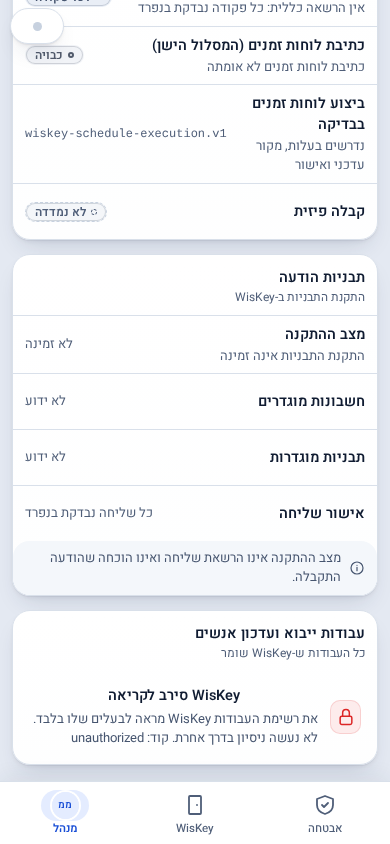 אין הרשאה כללית: כל פקודה נבדקת בנפרד
כתיבת לוחות זמנים (המסלול הישן)
כבויה
כתיבת לוחות זמנים לא אומתה
ביצוע לוחות זמנים
בבדיקה
wiskey-schedule-execution.v1
נדרשים בעלות, מקור
עדכני ואישור
קבלה פיזית
לא נמדדה
תבניות הודעה
התקנת התבניות ב-WisKey
מצב ההתקנה
לא זמינה
התקנת התבניות אינה זמינה
חשבונות מוגדרים
לא ידוע
תבניות מוגדרות
לא ידוע
אישור שליחה
כל שליחה נבדקת בנפרד
מצב ההתקנה אינו הרשאת שליחה ואינו הוכחה שהודעה
התקבלה.
עבודות ייבוא ועדכון אנשים
כל העבודות ש-WisKey שומר
WisKey סירב לקריאה
את רשימת העבודות WisKey מראה לבעלים שלו בלבד.
לא נעשה ניסיון בדרך אחרת. קוד: unauthorized
אבטחה
WisKey
ממ
מנהל